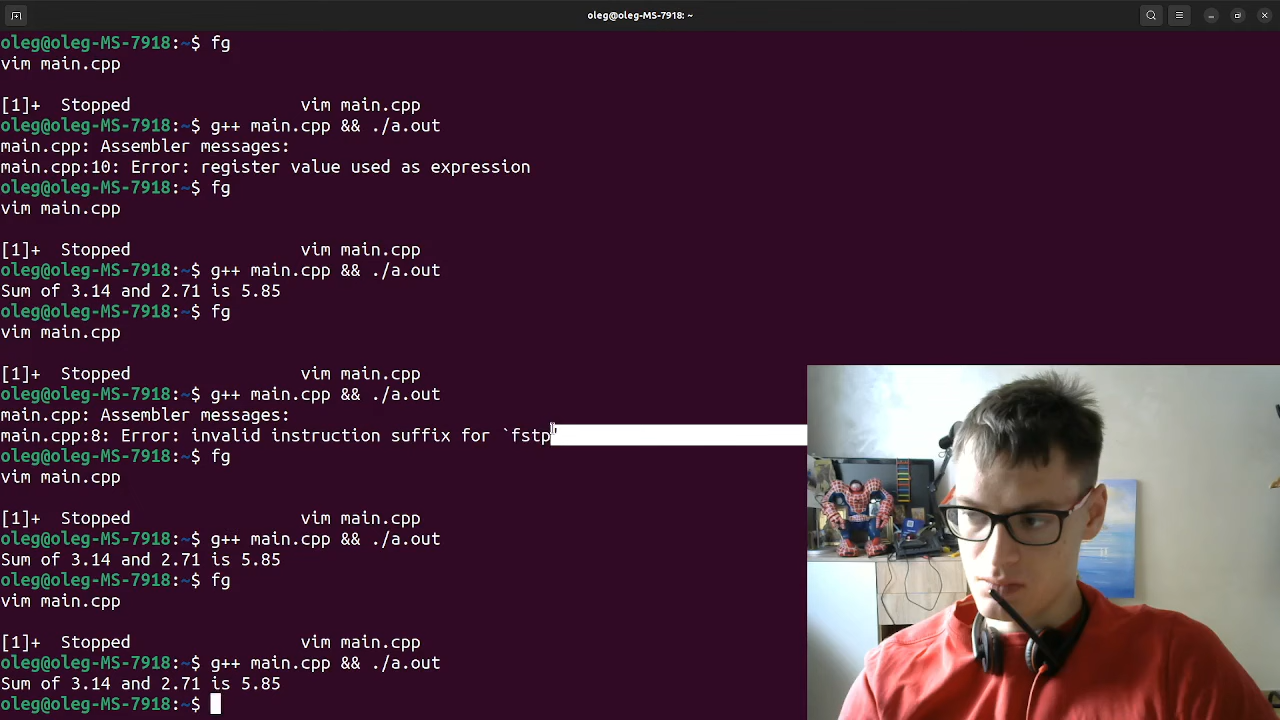 oleg@oleg-MS-7918: ~
oleg@oleg-MS-7918:~$ fg
vim main.cpp
[1]+  Stopped                 vim main.cpp
oleg@oleg-MS-7918:~$ g++ main.cpp && ./a.out
main.cpp: Assembler messages:
main.cpp:10: Error: register value used as expression
oleg@oleg-MS-7918:~$ fg
vim main.cpp
[1]+  Stopped                 vim main.cpp
oleg@oleg-MS-7918:~$ g++ main.cpp && ./a.out
Sum of 3.14 and 2.71 is 5.85
oleg@oleg-MS-7918:~$ fg
vim main.cpp
[1]+  Stopped                 vim main.cpp
oleg@oleg-MS-7918:~$ g++ main.cpp && ./a.out
main.cpp: Assembler messages:
main.cpp:8: Error: invalid instruction suffix for `fstp'
oleg@oleg-MS-7918:~$ fg
vim main.cpp
[1]+  Stopped                 vim main.cpp
oleg@oleg-MS-7918:~$ g++ main.cpp && ./a.out
Sum of 3.14 and 2.71 is 5.85
oleg@oleg-MS-7918:~$ fg
vim main.cpp
[1]+  Stopped                 vim main.cpp
oleg@oleg-MS-7918:~$ g++ main.cpp && ./a.out
Sum of 3.14 and 2.71 is 5.85
oleg@oleg-MS-7918:~$